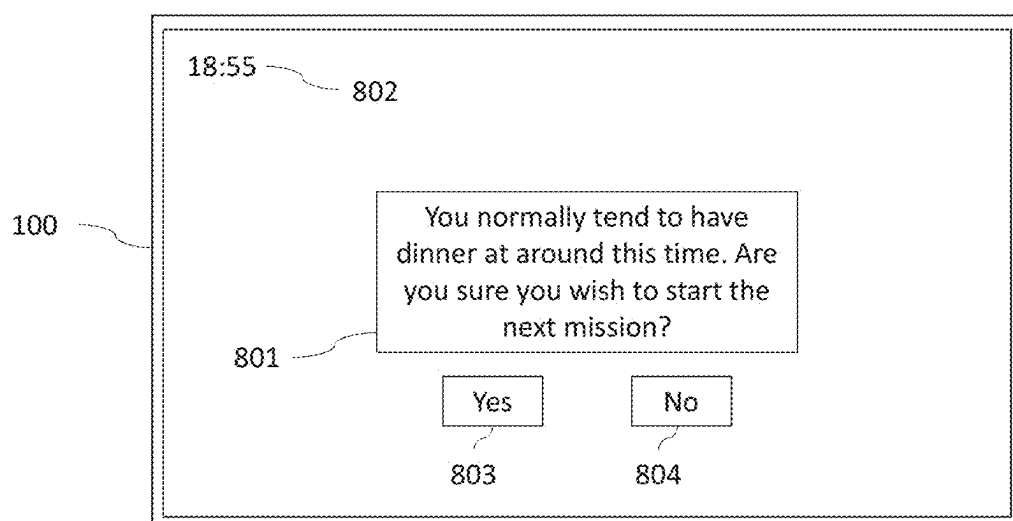 18:55
802
100
You normally tend to have
dinner at around this time. Are
you sure you wish to start the
next mission?
801
Yes
No
803
804